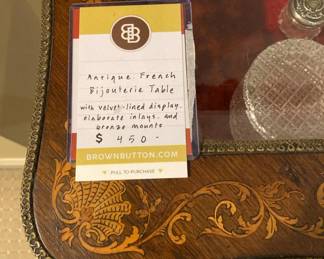 BB
Antique French
Bijouterie Table
with velvet-lined display,
elaborate inlays, and
bronze mounts
$ 450-
BROWNBUTTON.COM
PULL TO PURCHASE